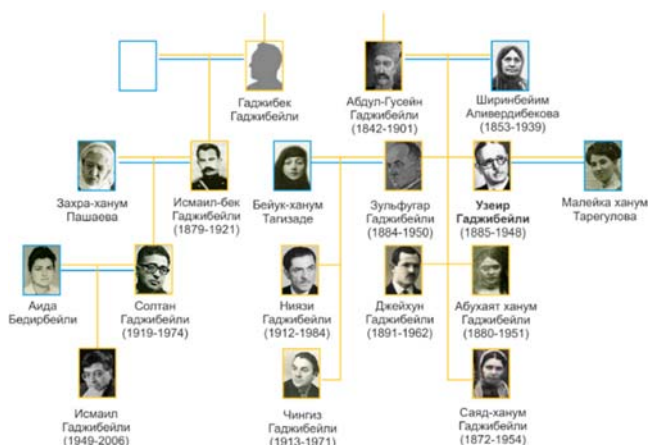 Гаджибек
Гаджибейли
Абдул-Гусейн
Гаджибейли
(1842-1901)
Ширинбейим
Аливердибекова
(1853-1939)
Захра-ханум
Пашаева
Исмаил-бек
Гаджибейли
(1879-1921)
Бейук-ханум
Тагизаде
Зульфугар
Гаджибейли
(1884-1950)
Узеир
Гаджибейли
(1885-1948)
Малейка ханум
Тарегулова
Аида
Бедирбейли
Солтан
Гаджибейли
(1919-1974)
Ниязи
Гаджибейли
(1912-1984)
Джейхун
Гаджибейли
(1891-1962)
Абухаят ханум
Гаджибейли
(1880-1951)
Исмаил
Гаджибейли
(1949-2006)
Чингиз
Гаджибейли
(1913-1971)
Саяд-ханум
Гаджибейли
(1872-1954)